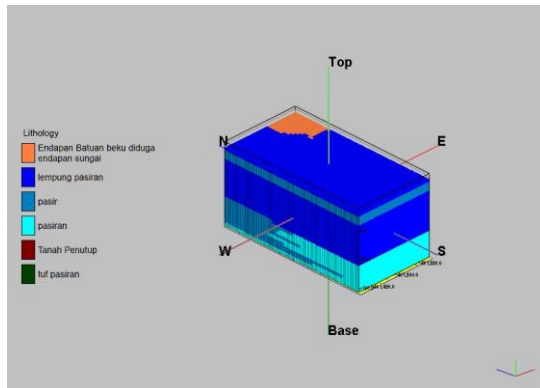 Top
N
E
Lithology
Endapan Batuan beku diduga
endapan sungai
lempung pasiran
pasir
pasiran
Tanah Penutup
tuf pasiran
W
S
Base